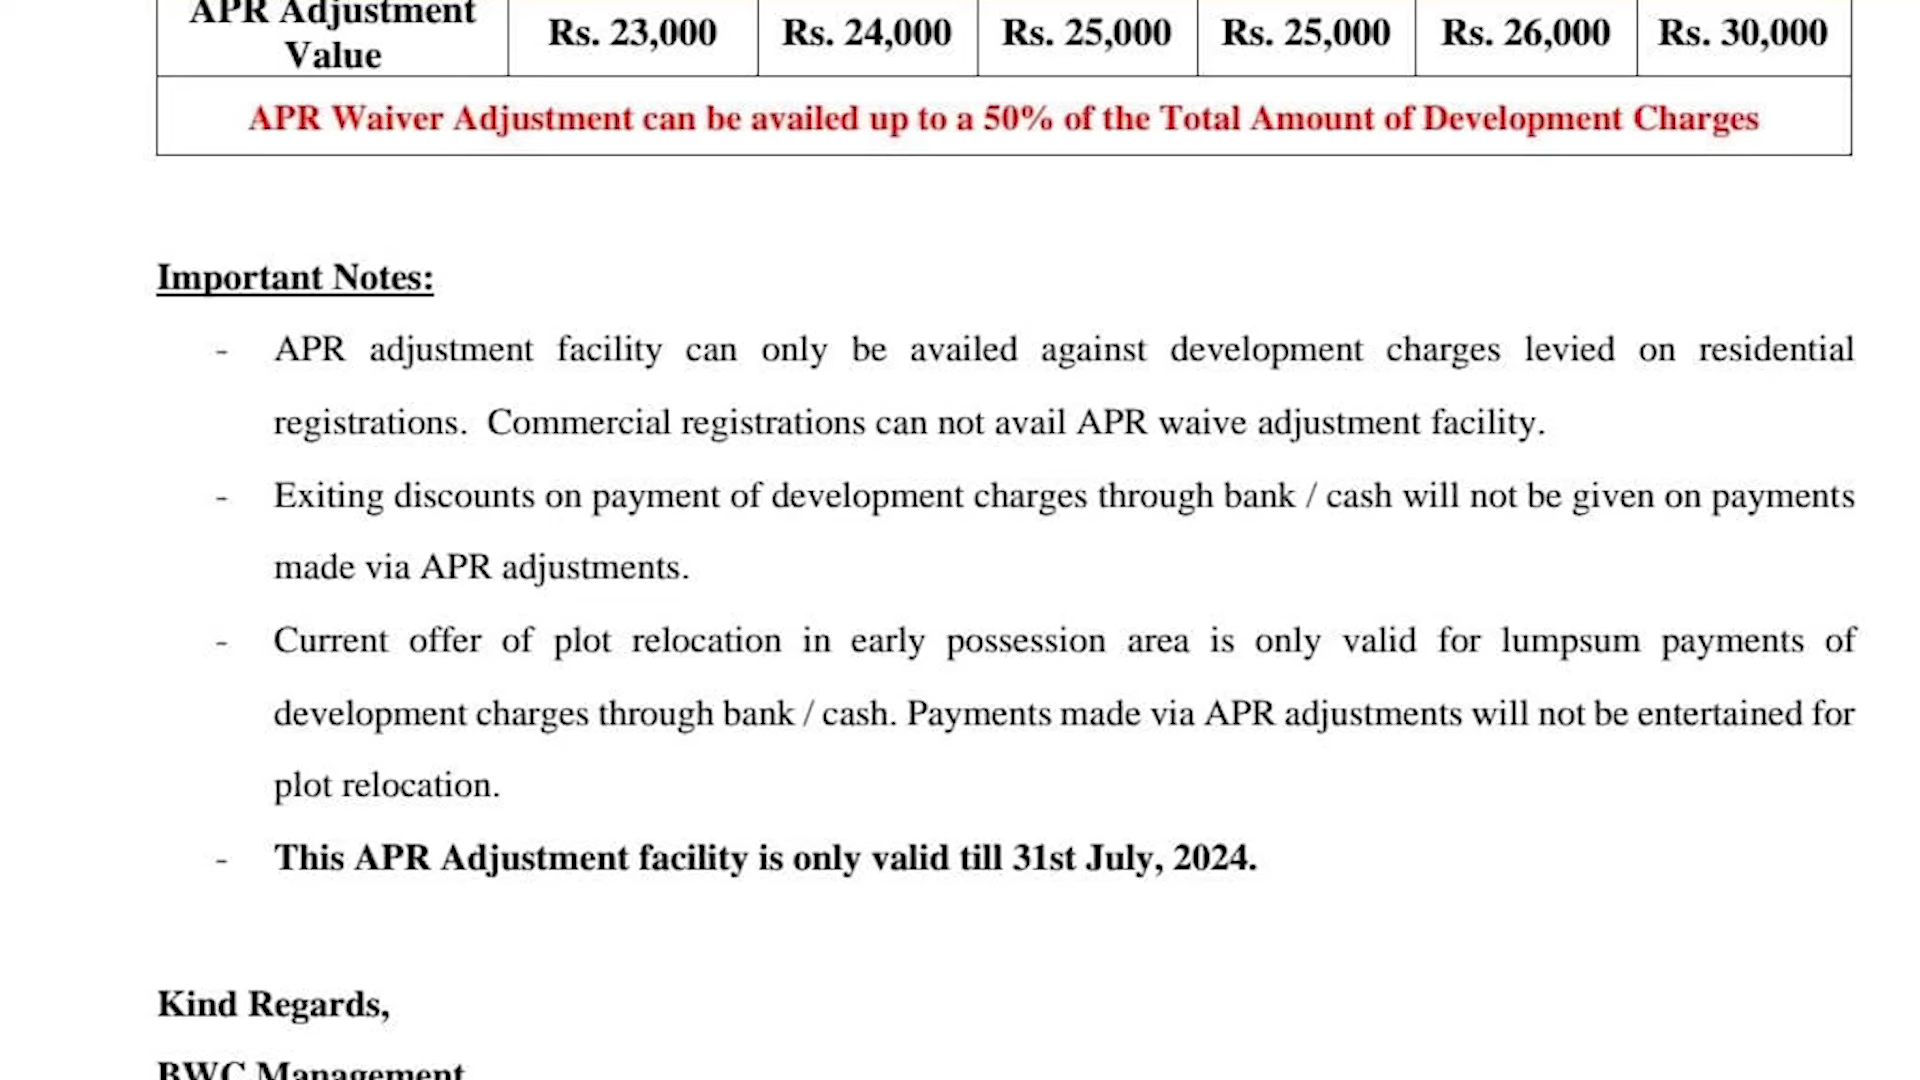 APR Adjustment
Value
Rs. 23,000 Rs. 24,000 Rs. 25,000 Rs. 25,000 Rs. 26,000 Rs. 30,000
APR Waiver Adjustment can be availed up to a 50% of the Total Amount of Development Charges
Important Notes:
- APR adjustment facility can only be availed against development charges levied on residential
registrations. Commercial registrations can not avail APR waive adjustment facility.
- Exiting discounts on payment of development charges through bank / cash will not be given on payments
made via APR adjustments.
- Current offer of plot relocation in early possession area is only valid for lumpsum payments of
development charges through bank / cash. Payments made via APR adjustments will not be entertained for
plot relocation.
- This APR Adjustment facility is only valid till 31st July, 2024.
Kind Regards,
BWC Management